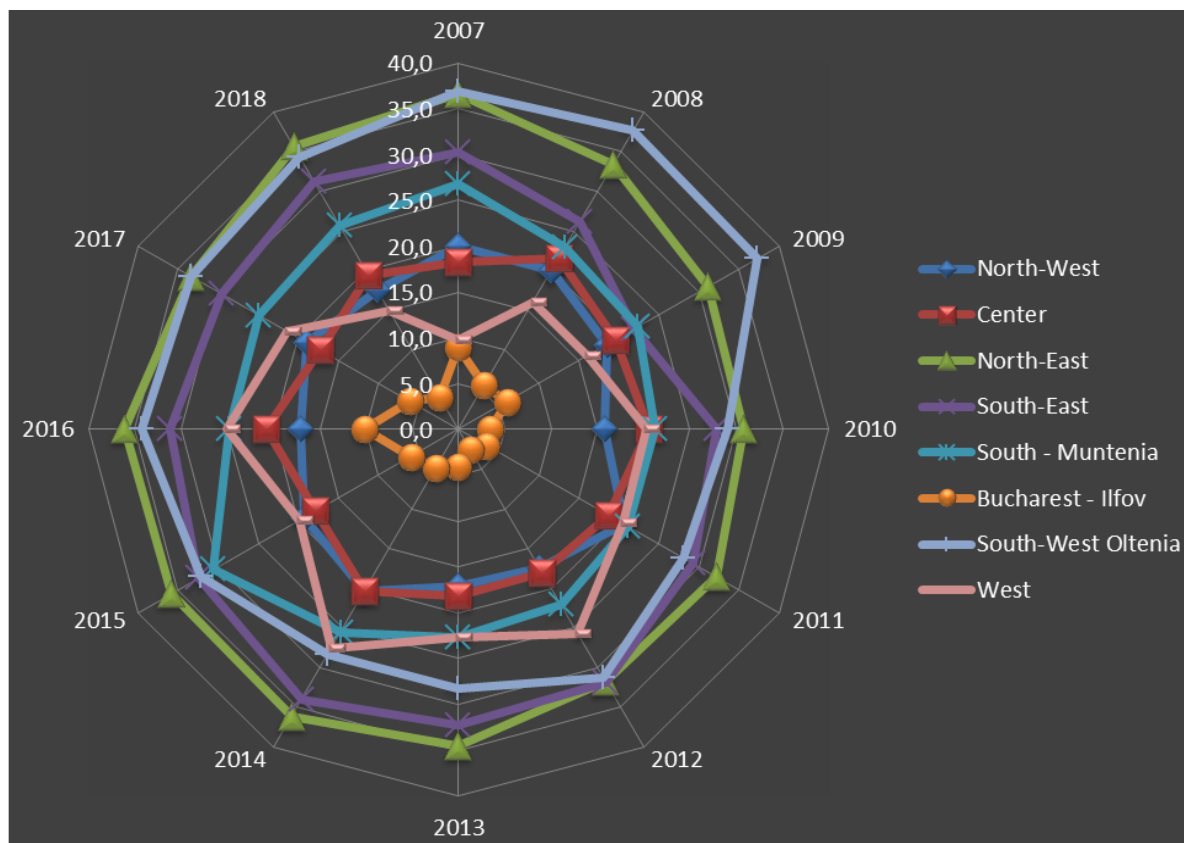 2007
40,0
2018
2008
35,0
30,0
25,0
2017
2009
20,0
15,0
10,0
5,0
2016
0,0
2010
2015
2011
2014
2012
2013
North-West
Center
North-East
South-East
South - Muntenia
Bucharest - Ilfov
South-West Oltenia
West